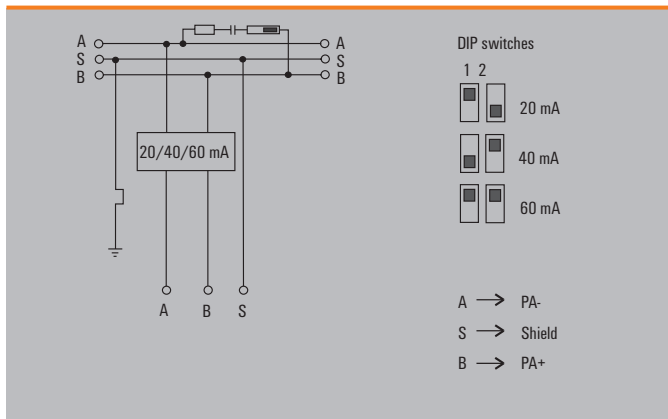 A A
S S
B B
20/40/60 mA
A B S
DIP switches
1 2
20 mA
40 mA
60 mA
A → PA-
S → Shield
B → PA+